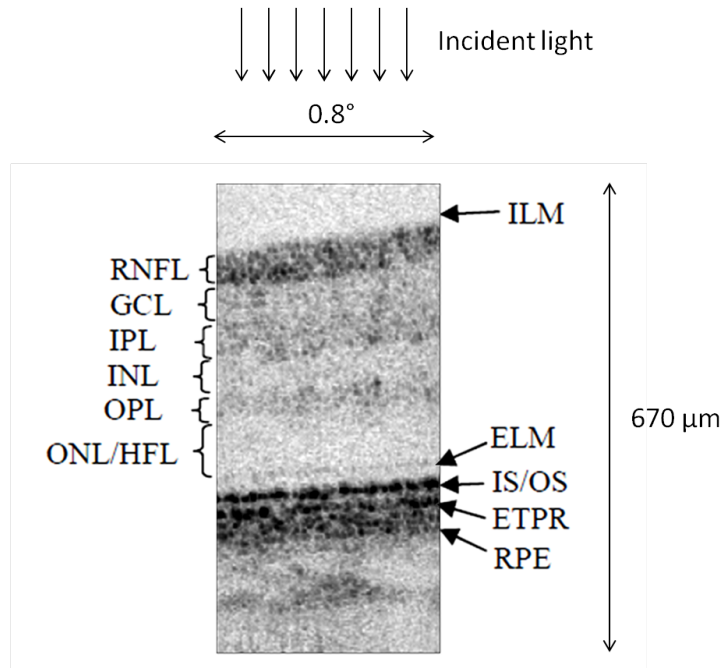 Incident light
0.8°
ILM
RNFL
GCL
IPL
INL
OPL
670 μm
ONL/HFL
ELM
IS/OS
ETPR
RPE